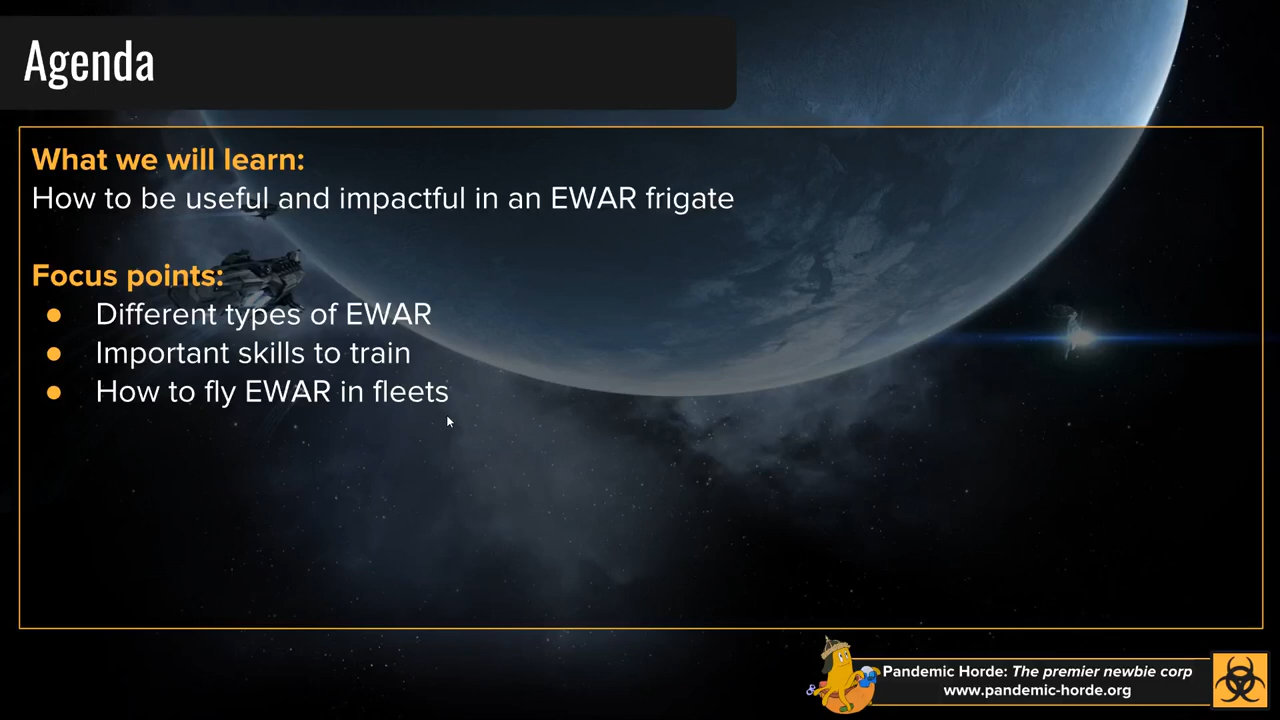 Agenda
What we will learn:
How to be useful and impactful in an EWAR frigate
Focus points:
● Different types of EWAR
● Important skills to train
● How to fly EWAR in fleets
Pandemic Horde: The premier newbie corp
www.pandemic-horde.org